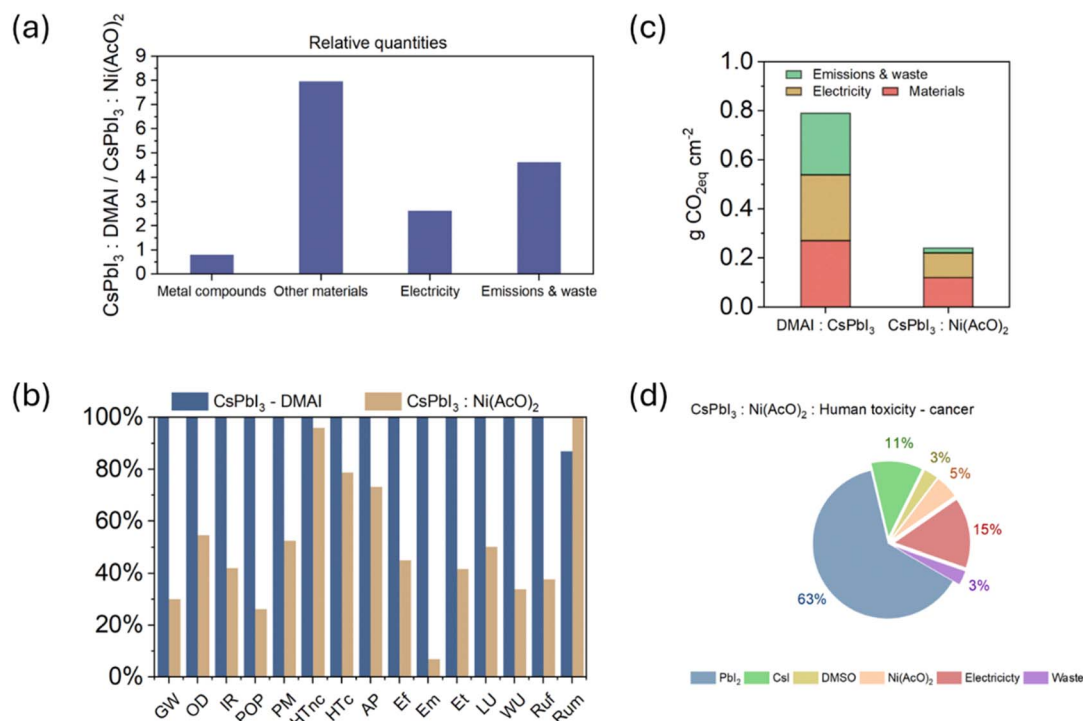 (a)
Relative quantities
CsPbI₃ : DMAI / CsPbI₃ : Ni(AcO)₂
9
8
7
6
5
4
3
2
1
0
Metal compounds Other materials Electricity Emissions & waste
(c)
g CO₂eq cm⁻²
1.0
0.8
0.6
0.4
0.2
0.0
Emissions & waste
Electricity Materials
DMAI : CsPbI₃ CsPbI₃ : Ni(AcO)₂
(b)
CsPbI₃ - DMAI CsPbI₃ : Ni(AcO)₂
100%
80%
60%
40%
20%
0%
GW OD IR POP PM HTnc HTc AP Ef Em Et LU WU Ruf Rum
(d)
CsPbI₃ : Ni(AcO)₂ : Human toxicity - cancer
11%
3%
5%
15%
3%
63%
PbI₂ CsI DMSO Ni(AcO)₂ Electricicty Waste